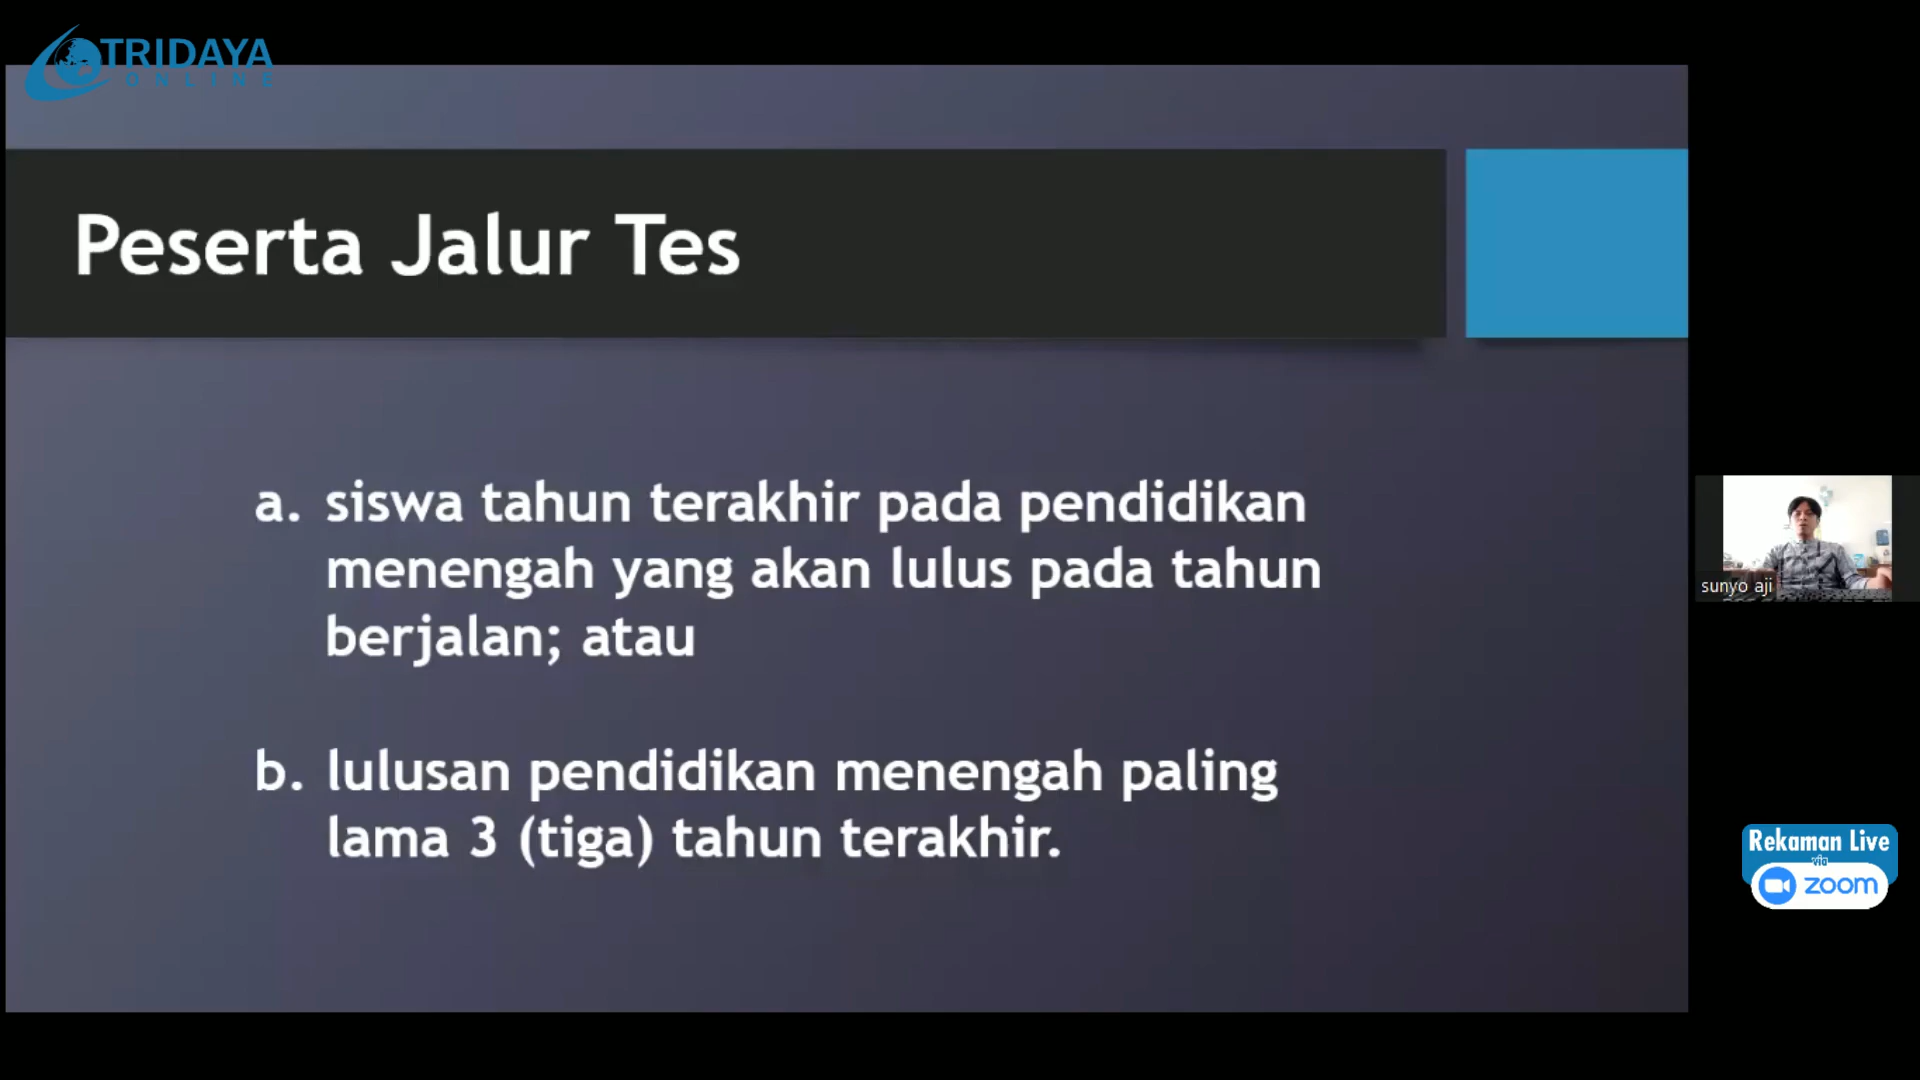 TRIDAYA
ONLINE
Peserta Jalur Tes
a. siswa tahun terakhir pada pendidikan
menengah yang akan lulus pada tahun
berjalan; atau
b. lulusan pendidikan menengah paling
lama 3 (tiga) tahun terakhir.
sunyo aji
Rekaman Live
via
zoom